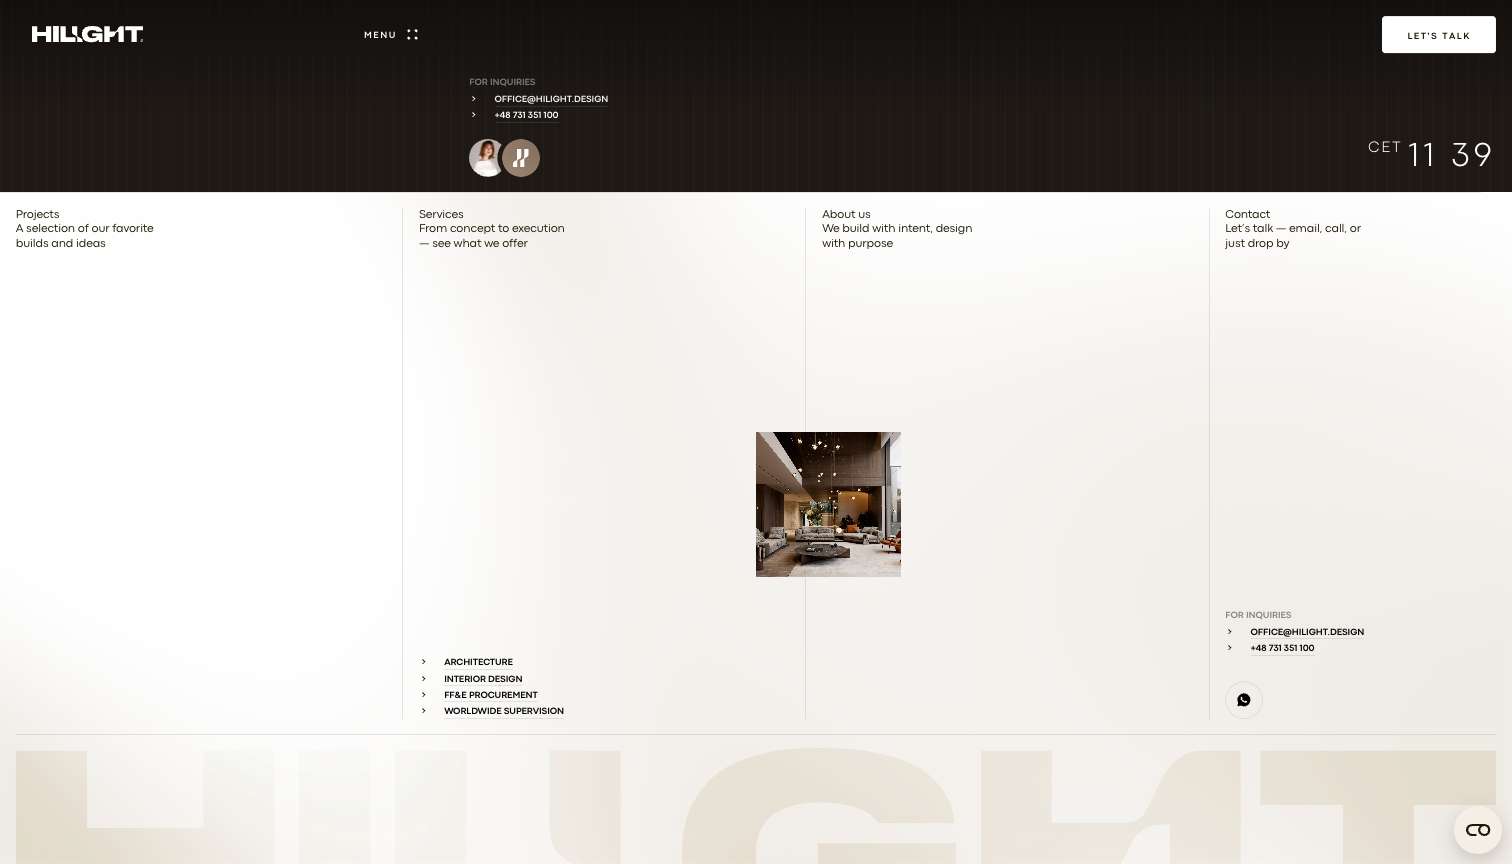 HILIGHT
MENU
LET'S TALK
FOR INQUIRIES
OFFICE@HILIGHT.DESIGN
+48 731 351 100
CET 11 39
Projects
A selection of our favorite
builds and ideas
Services
From concept to execution
— see what we offer
ARCHITECTURE
INTERIOR DESIGN
FF&E PROCUREMENT
WORLDWIDE SUPERVISION
About us
We build with intent, design
with purpose
Contact
Let's talk — email, call, or
just drop by
FOR INQUIRIES
OFFICE@HILIGHT.DESIGN
+48 731 351 100
HILIGHT